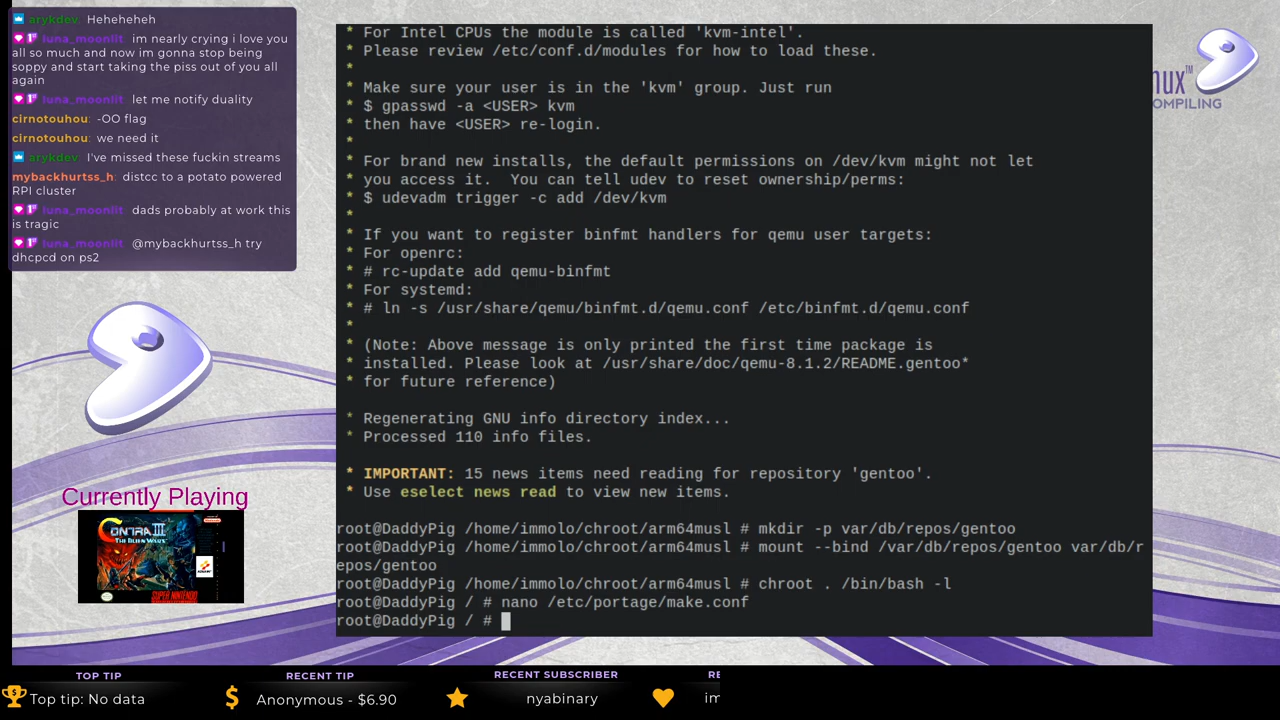 arykdev: Heheheheh
luna_moonlit im nearly crying i love you
all so much and now im gonna stop being
soppy and start taking the piss out of you all
again
luna_moonlit let me notify duality
cirnotouhou: -OO flag
cirnotouhou: we need it
arykdev: I've missed these fuckin streams
mybackhurtss_h: distcc to a potato powered
RPI cluster
luna_moonlit dads probably at work this
is tragic
luna_moonlit @mybackhurtss_h try
dhcpcd on ps2
* For Intel CPUs the module is called 'kvm-intel'.
* Please review /etc/conf.d/modules for how to load these.
*
* Make sure your user is in the 'kvm' group. Just run
* $ gpasswd -a <USER> kvm
* then have <USER> re-login.
*
* For brand new installs, the default permissions on /dev/kvm might not let
* you access it.  You can tell udev to reset ownership/perms:
* $ udevadm trigger -c add /dev/kvm
*
* If you want to register binfmt handlers for qemu user targets:
* For openrc:
* # rc-update add qemu-binfmt
* For systemd:
* # ln -s /usr/share/qemu/binfmt.d/qemu.conf /etc/binfmt.d/qemu.conf
*
* (Note: Above message is only printed the first time package is
* installed. Please look at /usr/share/doc/qemu-8.1.2/README.gentoo*
* for future reference)
* Regenerating GNU info directory index...
* Processed 110 info files.
* IMPORTANT: 15 news items need reading for repository 'gentoo'.
* Use eselect news read to view new items.
root@DaddyPig /home/immolo/chroot/arm64musl # mkdir -p var/db/repos/gentoo
root@DaddyPig /home/immolo/chroot/arm64musl # mount --bind /var/db/repos/gentoo var/db/r
epos/gentoo
root@DaddyPig /home/immolo/chroot/arm64musl # chroot . /bin/bash -l
root@DaddyPig / # nano /etc/portage/make.conf
root@DaddyPig / #
nux™
OMPILING
Currently Playing
CONTRA III
THE ALIEN WARS
KONAMI
SUPER NINTENDO
TOP TIP
Top tip: No data
RECENT TIP
Anonymous - $6.90
RECENT SUBSCRIBER
nyabinary
RE
im